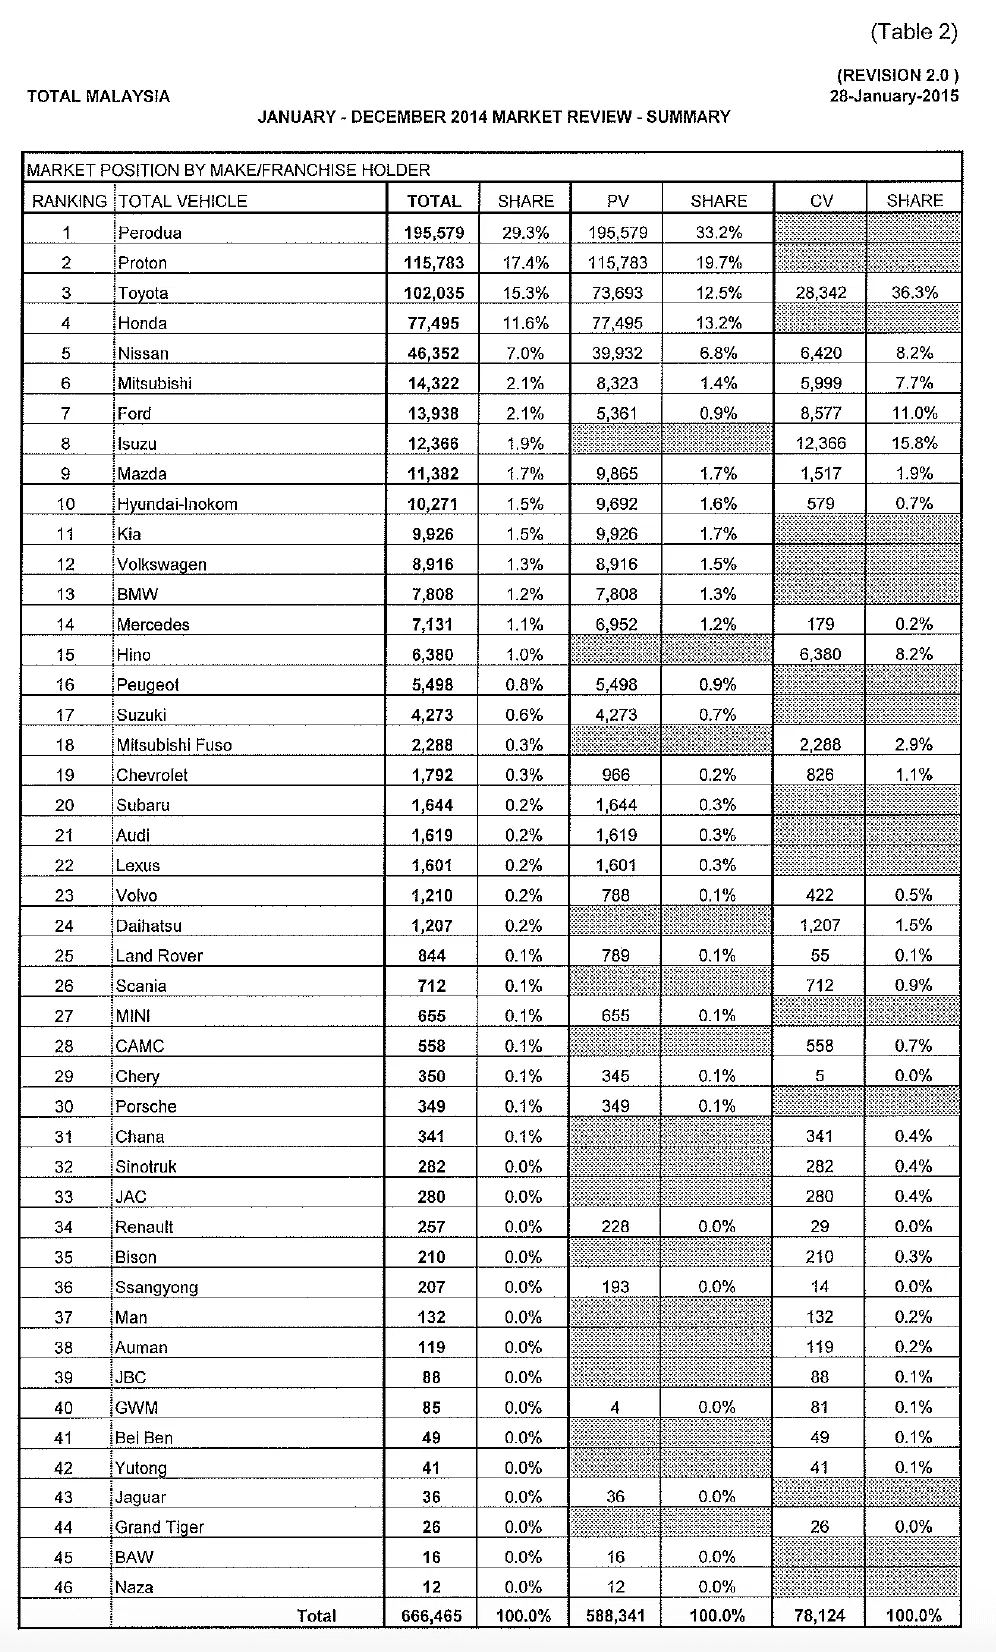 (Table 2)
(REVISION 2.0 )
TOTAL MALAYSIA 28-January-2015
JANUARY - DECEMBER 2014 MARKET REVIEW - SUMMARY
MARKET POSITION BY MAKE/FRANCHISE HOLDER
RANKING TOTAL VEHICLE TOTAL SHARE PV SHARE CV SHARE
1 Perodua 195,579 29.3% 195,579 33.2%
2 Proton 115,783 17.4% 115,783 19.7%
3 Toyota 102,035 15.3% 73,693 12.5% 28,342 36.3%
4 Honda 77,495 11.6% 77,495 13.2%
5 Nissan 46,352 7.0% 39,932 6.8% 6,420 8.2%
6 Mitsubishi 14,322 2.1% 8,323 1.4% 5,999 7.7%
7 Ford 13,938 2.1% 5,361 0.9% 8,577 11.0%
8 Isuzu 12,366 1.9% 12,366 15.8%
9 Mazda 11,382 1.7% 9,865 1.7% 1,517 1.9%
10 Hyundai-Inokom 10,271 1.5% 9,692 1.6% 579 0.7%
11 Kia 9,926 1.5% 9,926 1.7%
12 Volkswagen 8,916 1.3% 8,916 1.5%
13 BMW 7,808 1.2% 7,808 1.3%
14 Mercedes 7,131 1.1% 6,952 1.2% 179 0.2%
15 Hino 6,380 1.0% 6,380 8.2%
16 Peugeot 5,498 0.8% 5,498 0.9%
17 Suzuki 4,273 0.6% 4,273 0.7%
18 Mitsubishi Fuso 2,288 0.3% 2,288 2.9%
19 Chevrolet 1,792 0.3% 966 0.2% 826 1.1%
20 Subaru 1,644 0.2% 1,644 0.3%
21 Audi 1,619 0.2% 1,619 0.3%
22 Lexus 1,601 0.2% 1,601 0.3%
23 Volvo 1,210 0.2% 788 0.1% 422 0.5%
24 Daihatsu 1,207 0.2% 1,207 1.5%
25 Land Rover 844 0.1% 789 0.1% 55 0.1%
26 Scania 712 0.1% 712 0.9%
27 MINI 655 0.1% 655 0.1%
28 CAMC 558 0.1% 558 0.7%
29 Chery 350 0.1% 345 0.1% 5 0.0%
30 Porsche 349 0.1% 349 0.1%
31 Chana 341 0.1% 341 0.4%
32 Sinotruk 282 0.0% 282 0.4%
33 JAC 280 0.0% 280 0.4%
34 Renault 257 0.0% 228 0.0% 29 0.0%
35 Bison 210 0.0% 210 0.3%
36 Ssangyong 207 0.0% 193 0.0% 14 0.0%
37 Man 132 0.0% 132 0.2%
38 Auman 119 0.0% 119 0.2%
39 JBC 88 0.0% 88 0.1%
40 GWM 85 0.0% 4 0.0% 81 0.1%
41 Bei Ben 49 0.0% 49 0.1%
42 Yutong 41 0.0% 41 0.1%
43 Jaguar 36 0.0% 36 0.0%
44 Grand Tiger 26 0.0% 26 0.0%
45 BAW 16 0.0% 16 0.0%
46 Naza 12 0.0% 12 0.0%
Total 666,465 100.0% 588,341 100.0% 78,124 100.0%